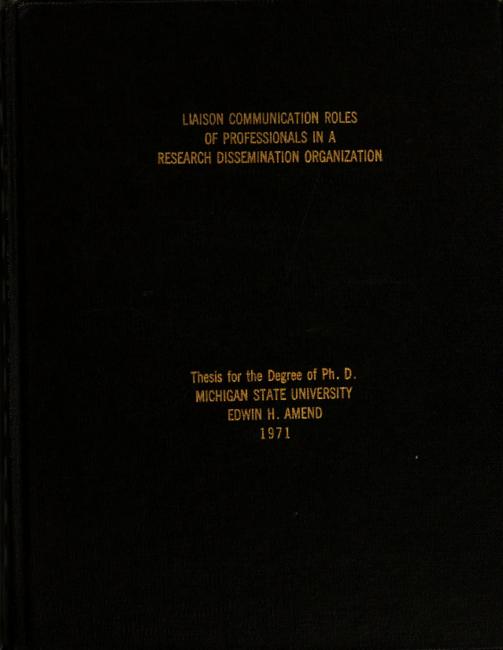 LIAISON COMMUNICATION ROLES
OF PROFESSIONALS IN A
RESEARCH DISSEMINATION ORGANIZATION
Thesis for the Degree of Ph. D.
MICHIGAN STATE UNIVERSITY
EDWIN H. AMEND
1971